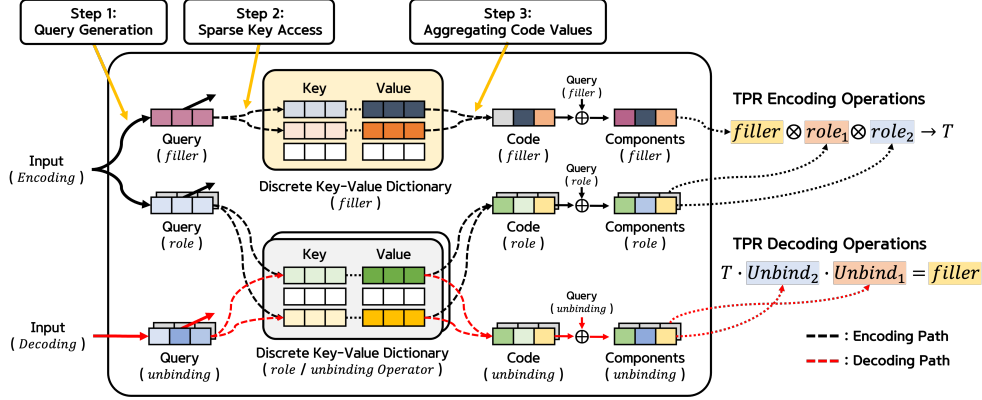 Step 1:
Query Generation
Step 2:
Sparse Key Access
Step 3:
Aggregating Code Values
Key
Value
Query
( filler )
Query
( filler )
Discrete Key-Value Dictionary
( filler )
Code
( filler )
Components
( filler )
Input
( Encoding )
Query
( role )
Query
( role )
Code
( role )
Components
( role )
Key
Value
Input
( Decoding )
Query
( unbinding )
Discrete Key-Value Dictionary
( role / unbinding Operator )
Query
( unbinding )
Code
( unbinding )
Components
( unbinding )
TPR Encoding Operations
filler ⊗ role₁ ⊗ role₂ → T
TPR Decoding Operations
T · Unbind₂ · Unbind₁ = filler
: Encoding Path
: Decoding Path